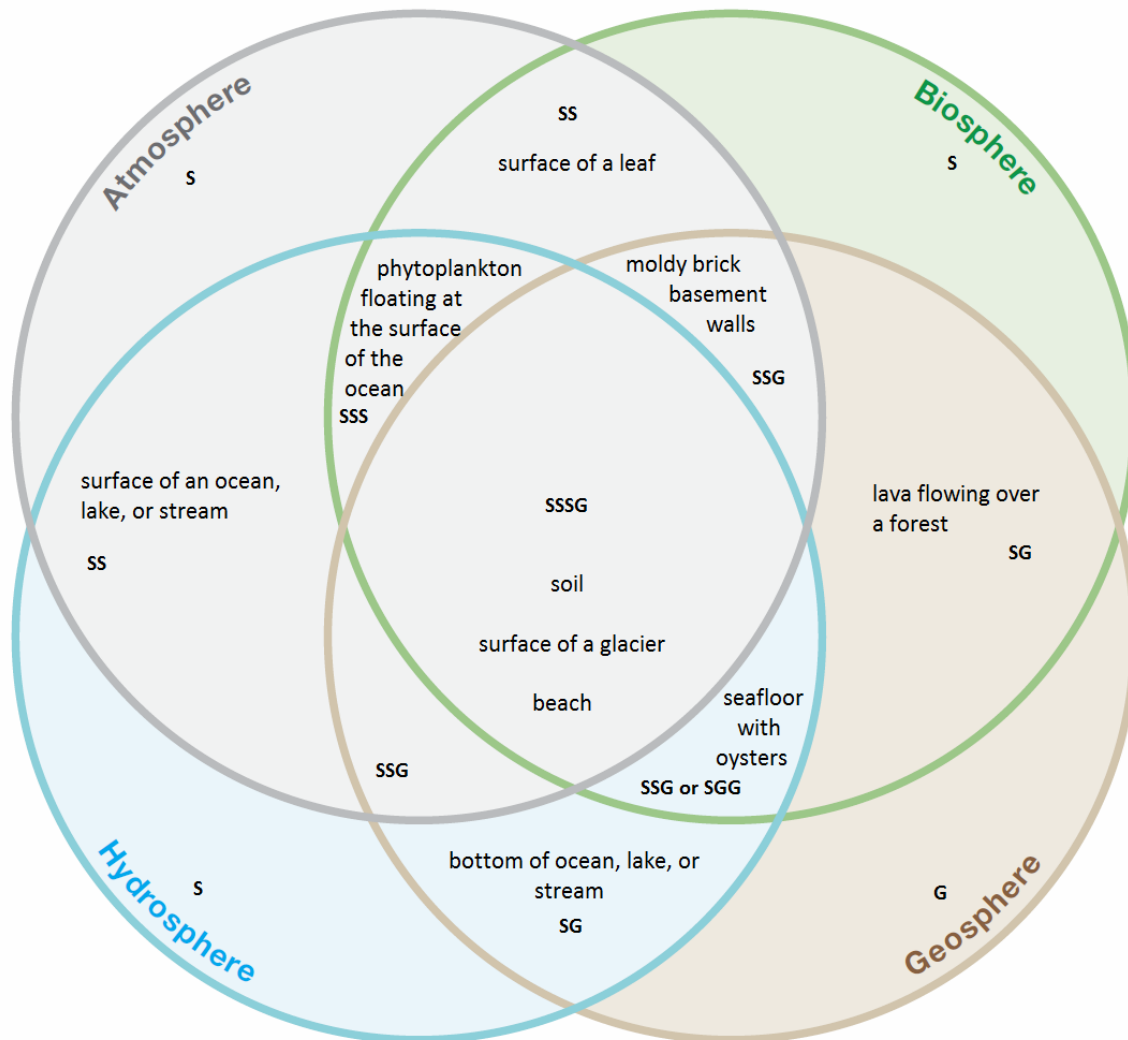 Atmosphere
Biosphere
SS
surface of a leaf
S
S
phytoplankton
floating at
the surface
of the
ocean
SSS
moldy brick
basement
walls
SSG
surface of an ocean,
lake, or stream
SS
SSSG
soil
surface of a glacier
beach
lava flowing over
a forest
SG
seafloor
with
oysters
SSG or SGG
SSG
bottom of ocean, lake, or
stream
SG
S
G
Hydrosphere
Geosphere